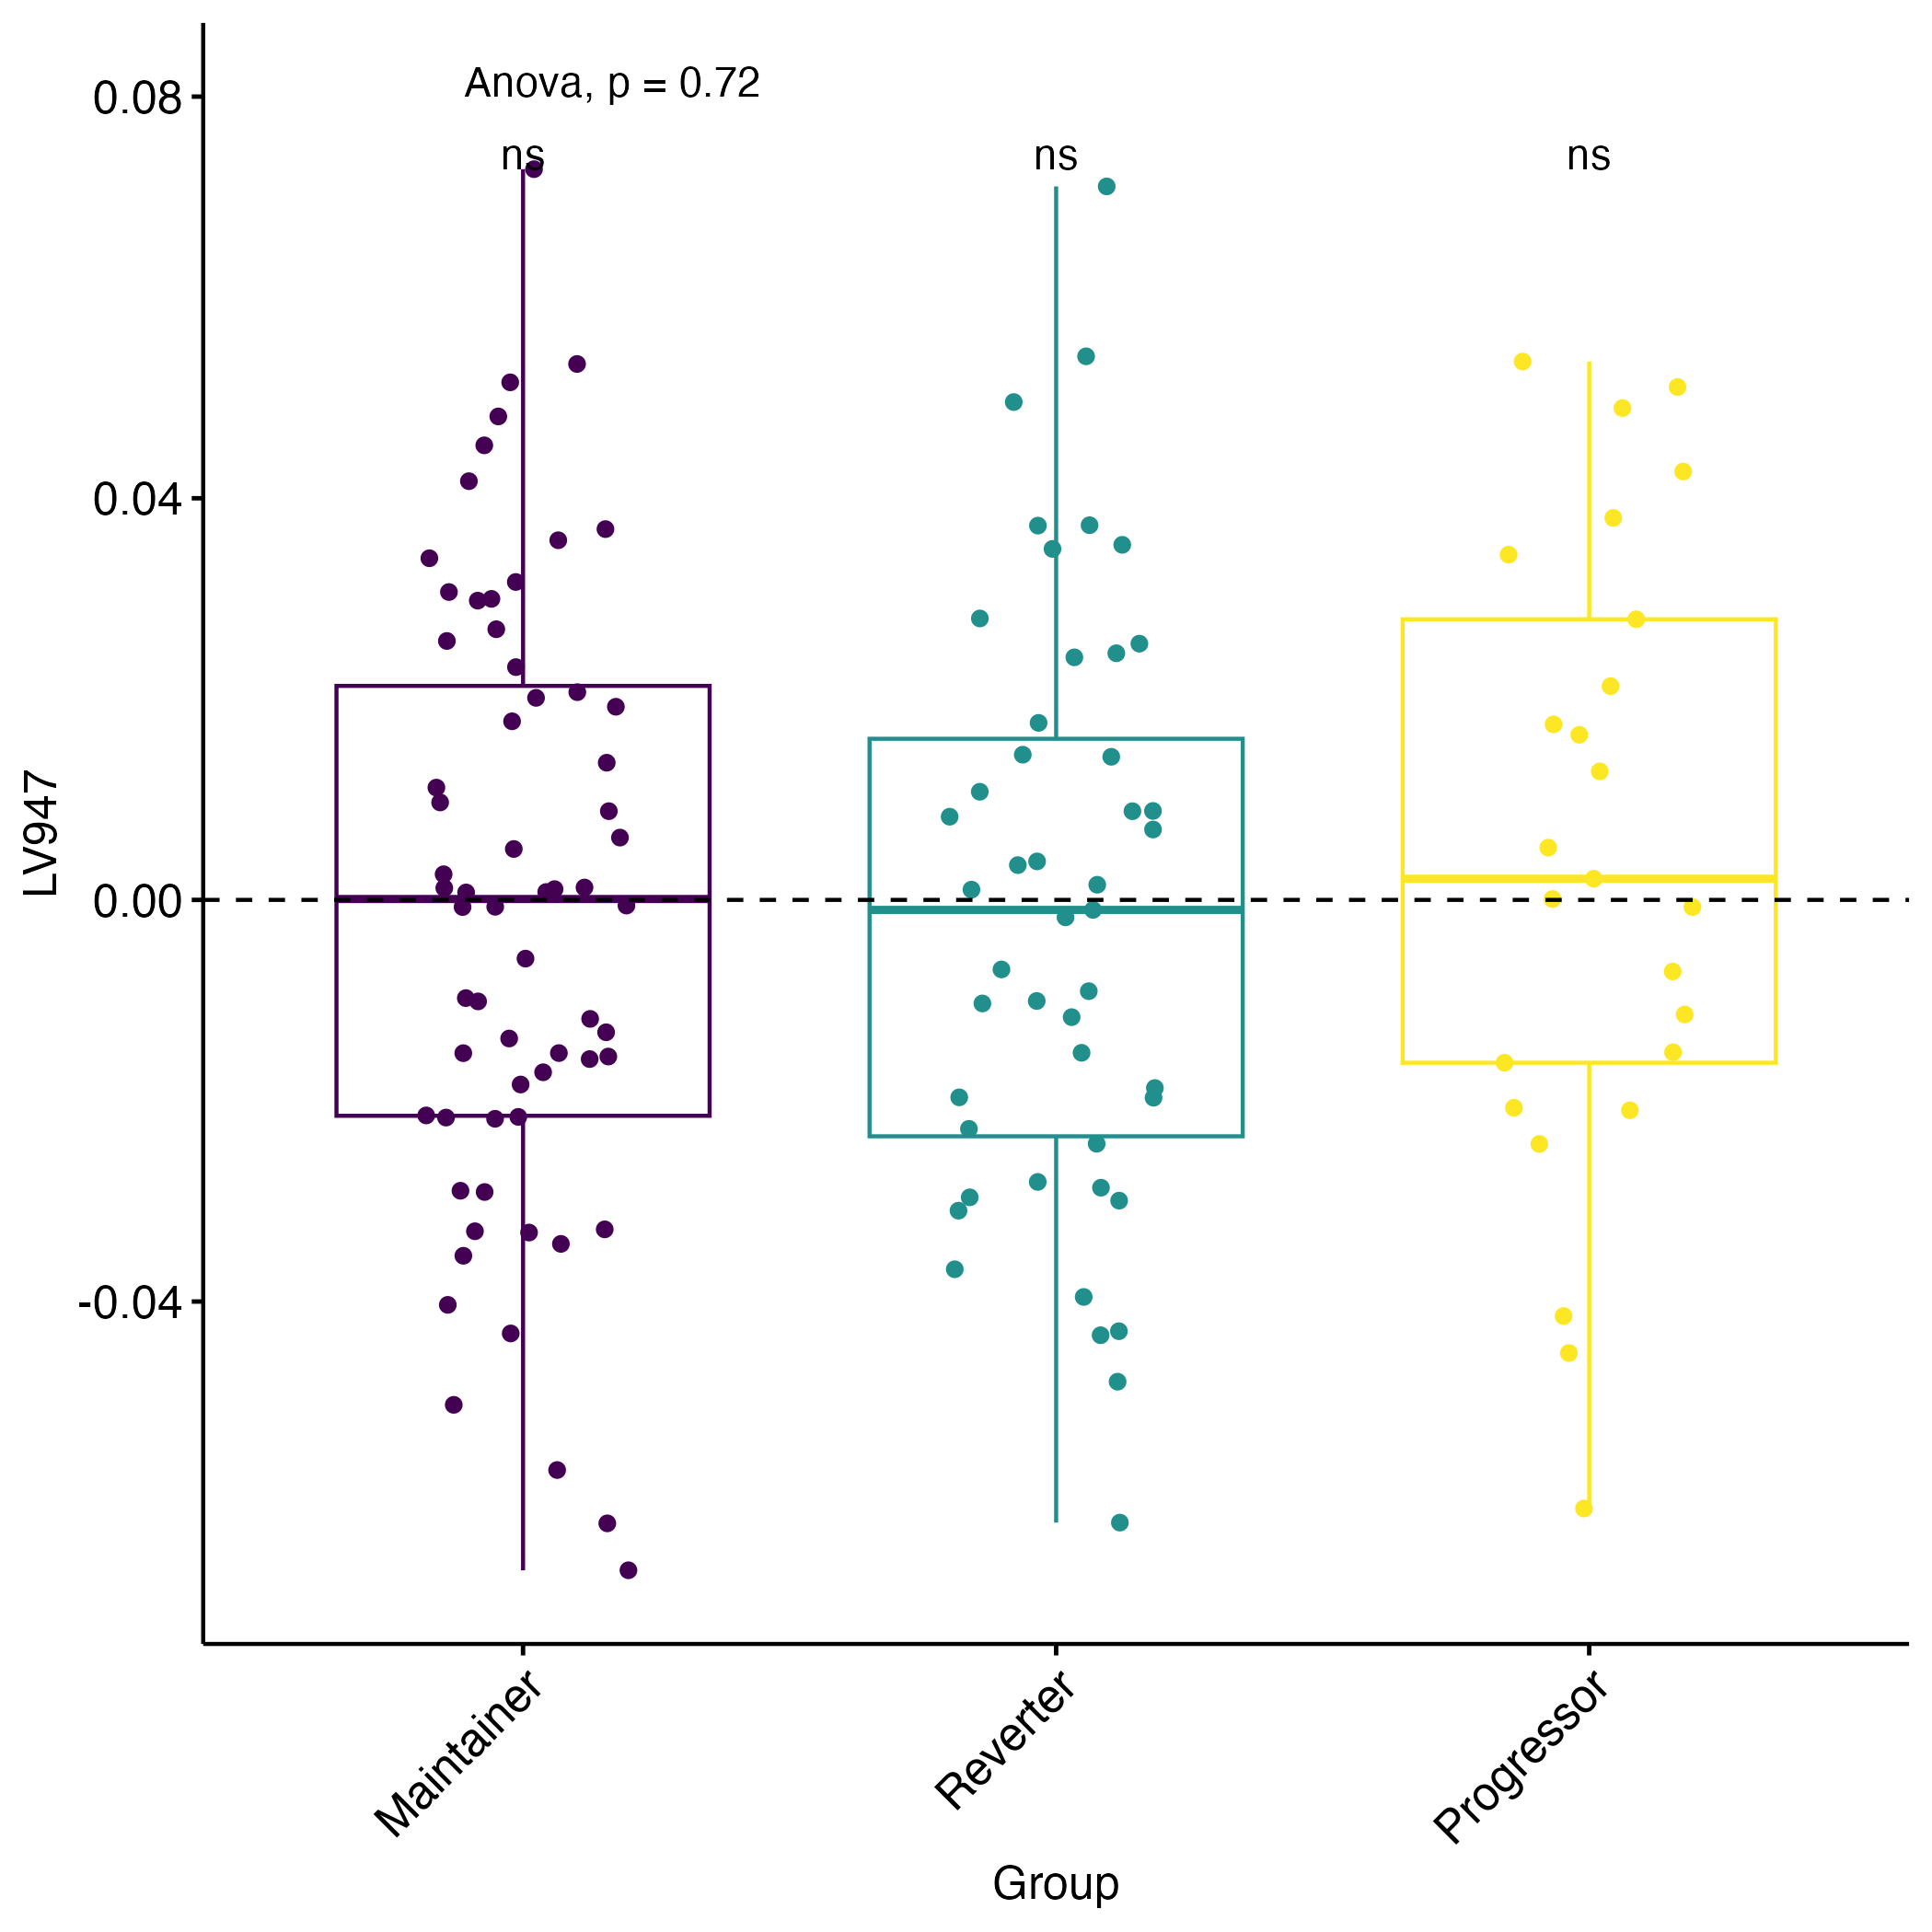 Anova, p = 0.72
ns ns ns
0.08
0.04
0.00
-0.04
LV947
Maintainer
Reverter
Progressor
Group